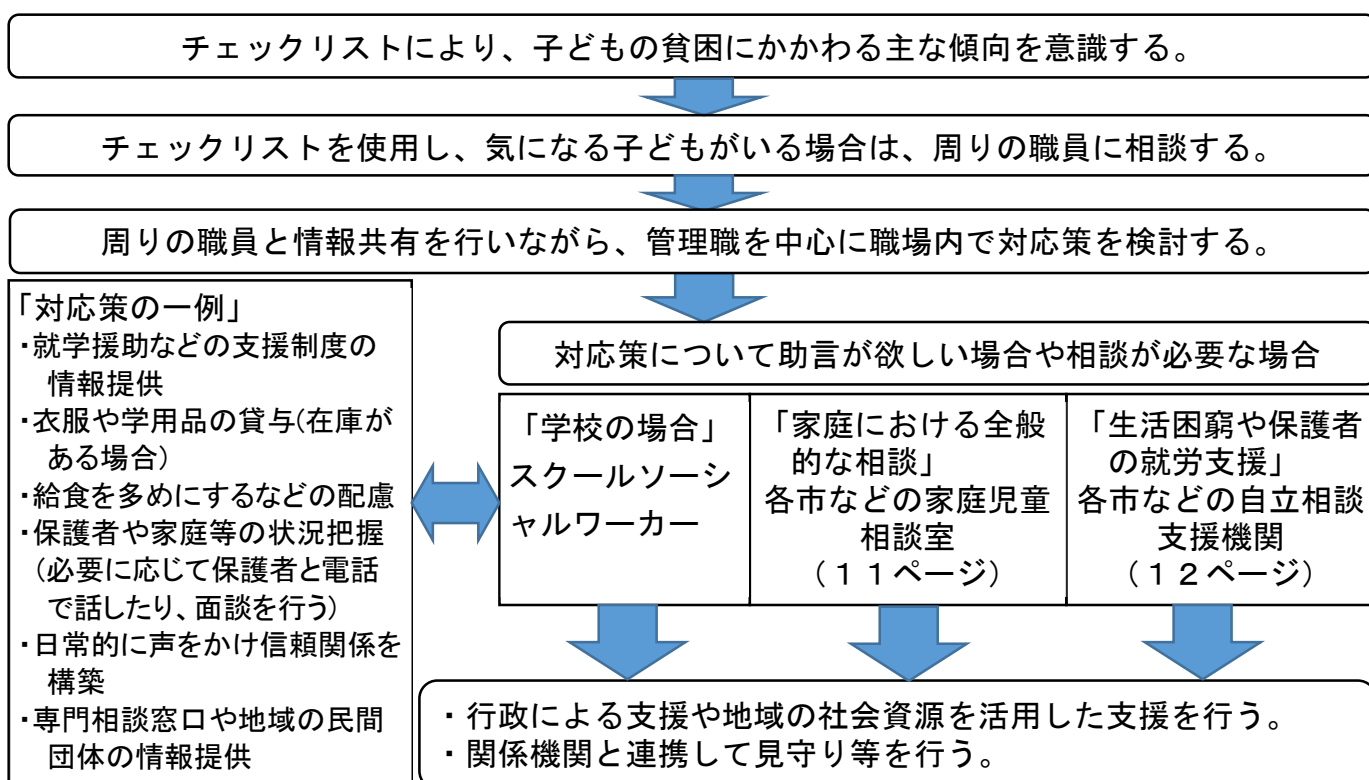 チェックリストにより、子どもの貧困にかかわる主な傾向を意識する。
チェックリストを使用し、気になる子どもがいる場合は、周りの職員に相談する。
周りの職員と情報共有を行いながら、管理職を中心に職場内で対応策を検討する。
「対応策の一例」
・就学援助などの支援制度の
情報提供
・衣服や学用品の貸与(在庫が
ある場合)
・給食を多めにするなどの配慮
・保護者や家庭等の状況把握
(必要に応じて保護者と電話
で話したり、面談を行う)
・日常的に声をかけ信頼関係を
構築
・専門相談窓口や地域の民間
団体の情報提供
対応策について助言が欲しい場合や相談が必要な場合
「学校の場合」
スクールソーシ
ャルワーカー
「家庭における全般
的な相談」
各市などの家庭児童
相談室
(11ページ)
「生活困窮や保護者
の就労支援」
各市などの自立相談
支援機関
(12ページ)
・行政による支援や地域の社会資源を活用した支援を行う。
・関係機関と連携して見守り等を行う。